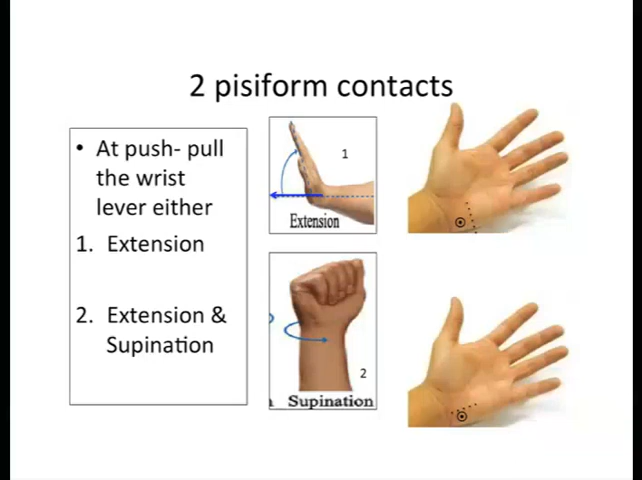 2 pisiform contacts
• At push- pull
the wrist
lever either
1. Extension
2. Extension &
Supination
1
Extension
2
Supination